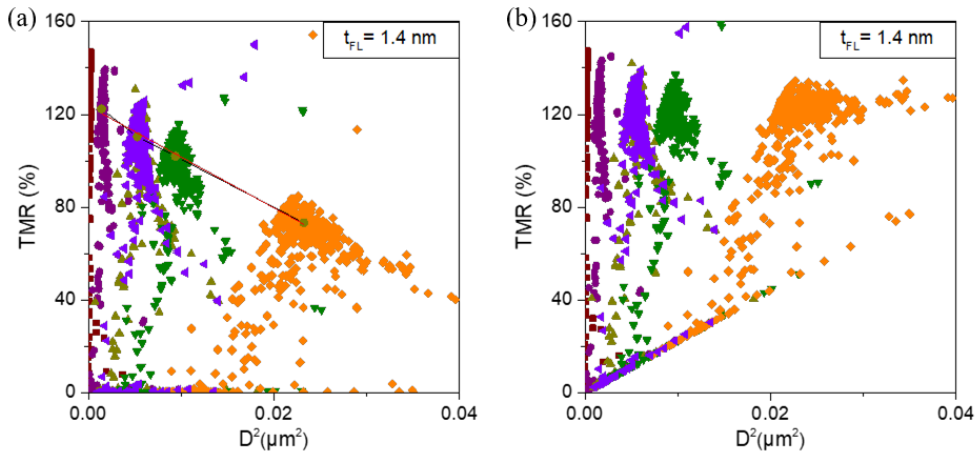 (a)
160
120
80
40
0
TMR (%)
t_FL = 1.4 nm
0.00
0.02
0.04
D²(µm²)
(b)
160
120
80
40
0
TMR (%)
t_FL = 1.4 nm
0.00
0.02
0.04
D²(µm²)